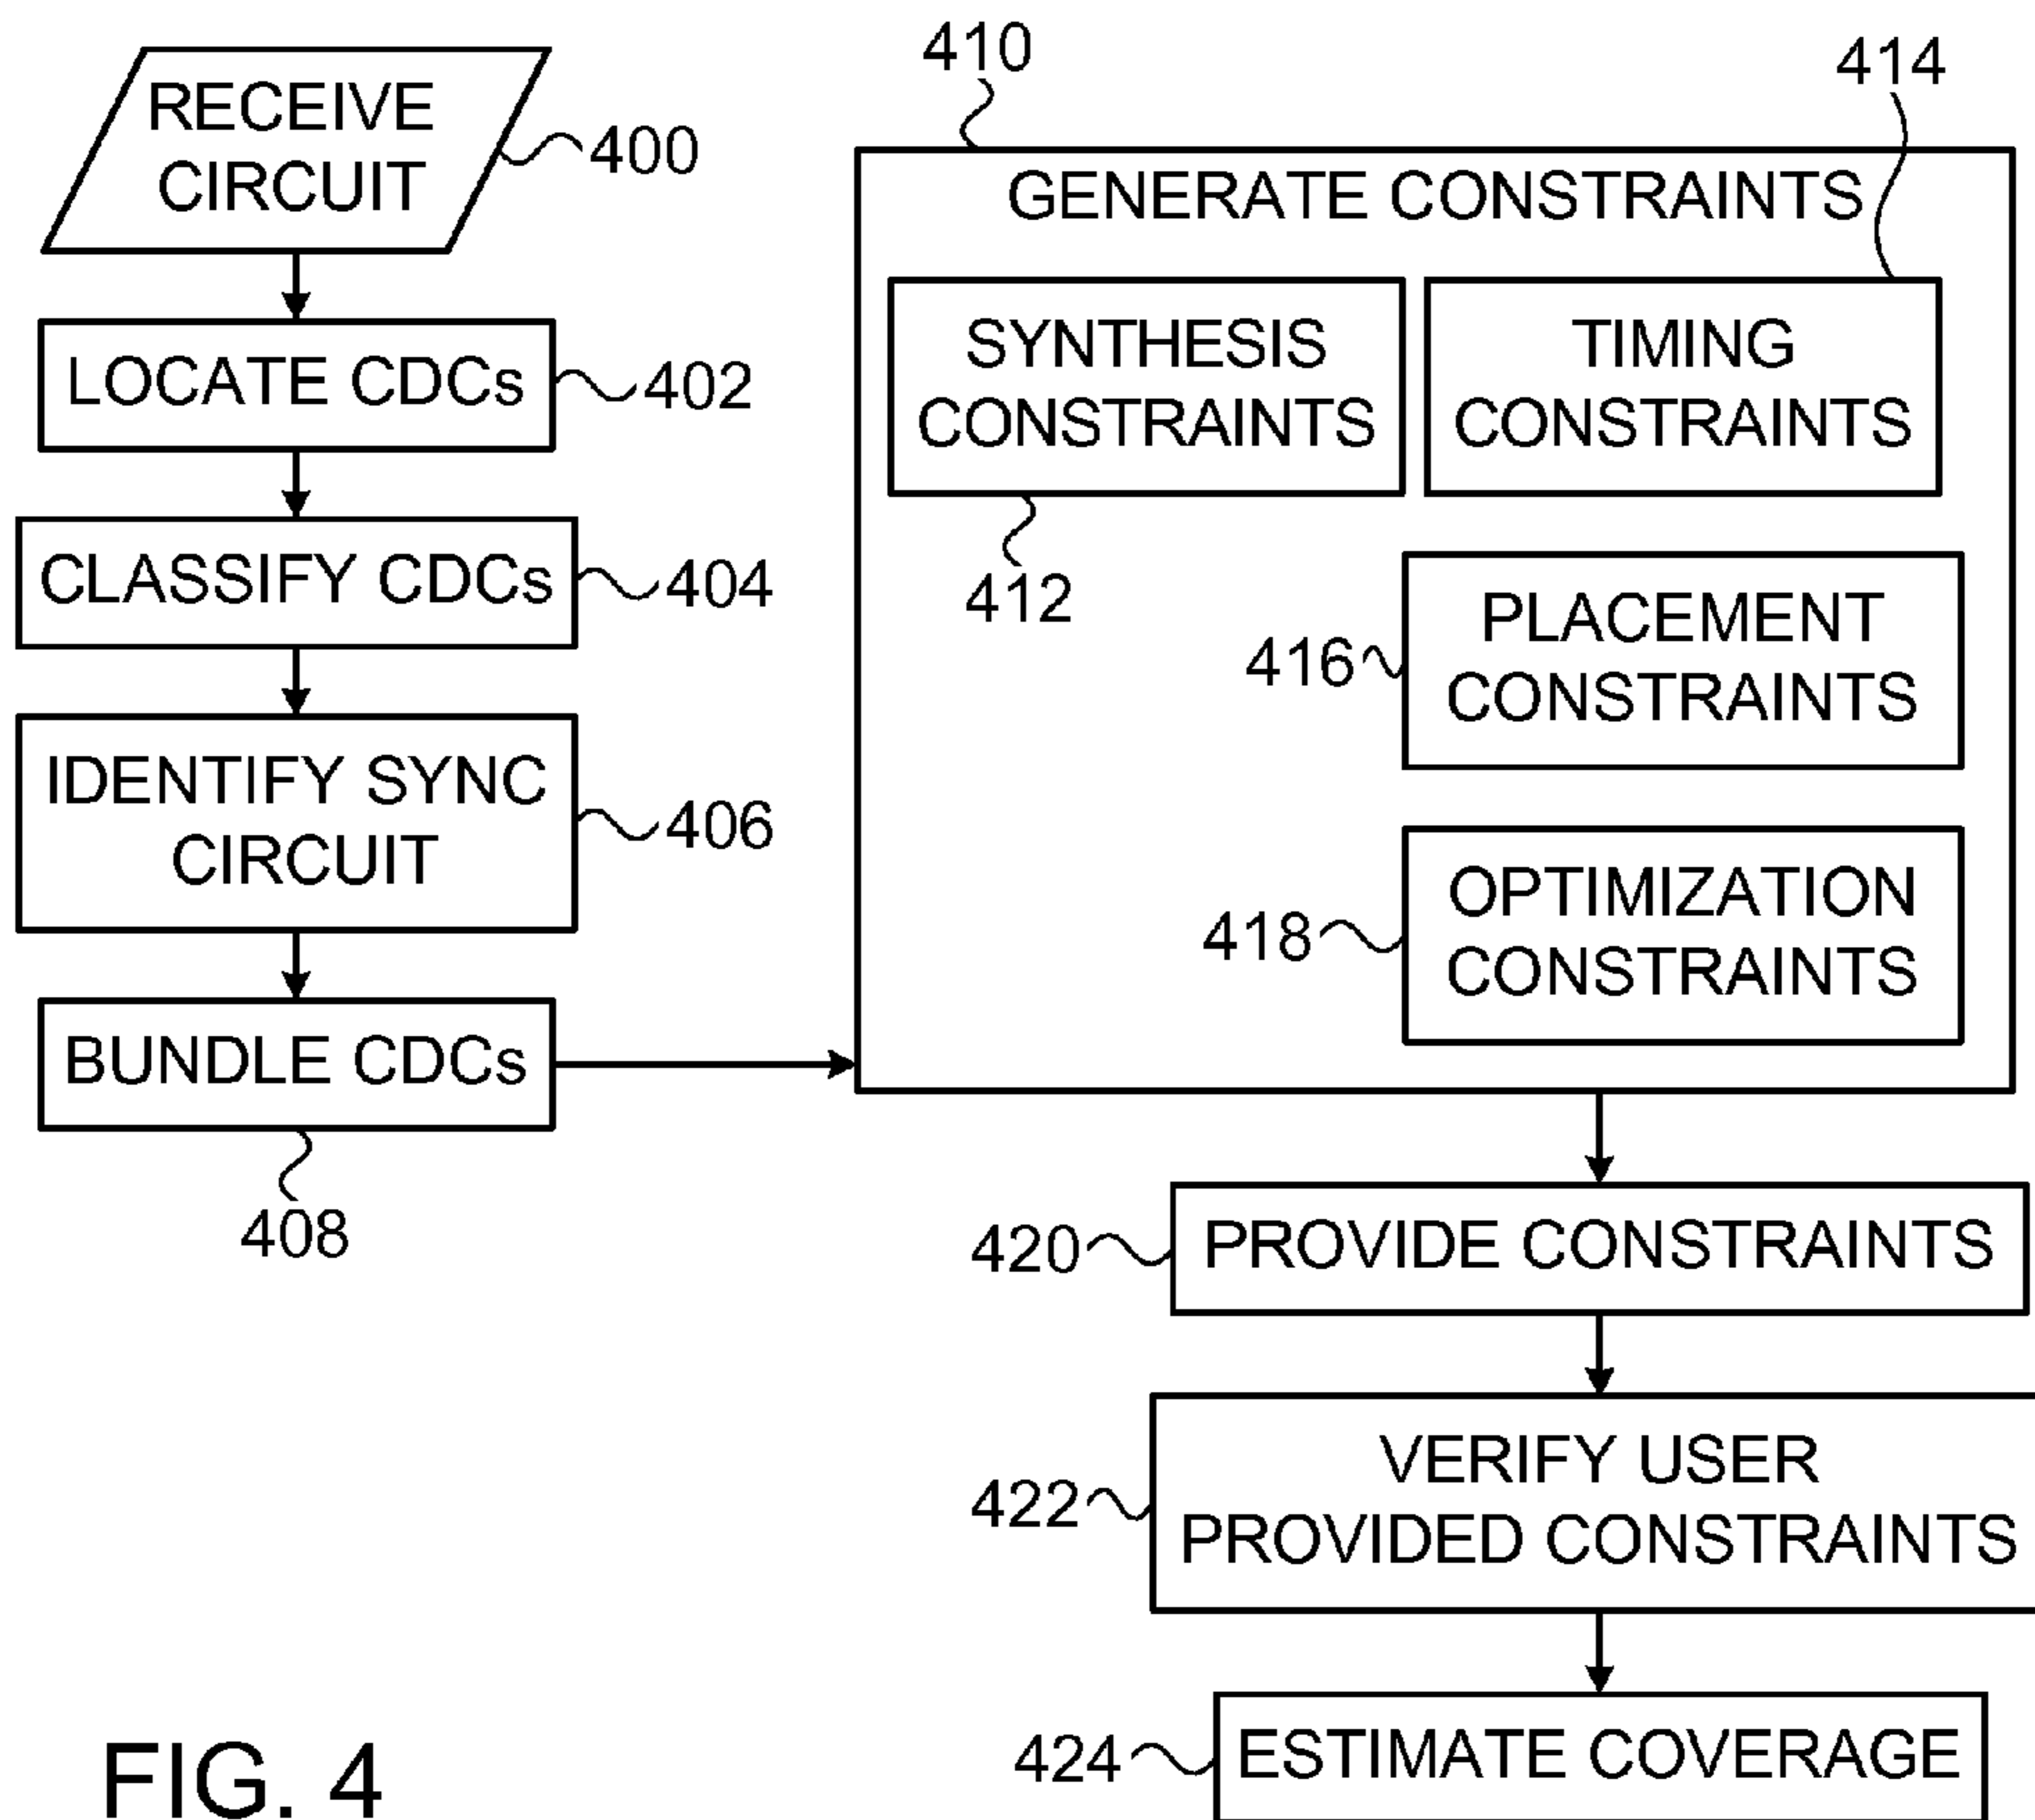 RECEIVE
CIRCUIT
400
LOCATE CDCs
402
CLASSIFY CDCs
404
IDENTIFY SYNC
CIRCUIT
406
BUNDLE CDCs
408
410
GENERATE CONSTRAINTS
SYNTHESIS
CONSTRAINTS
412
414
TIMING
CONSTRAINTS
416
PLACEMENT
CONSTRAINTS
418
OPTIMIZATION
CONSTRAINTS
420
PROVIDE CONSTRAINTS
422
VERIFY USER
PROVIDED CONSTRAINTS
424
ESTIMATE COVERAGE
FIG. 4